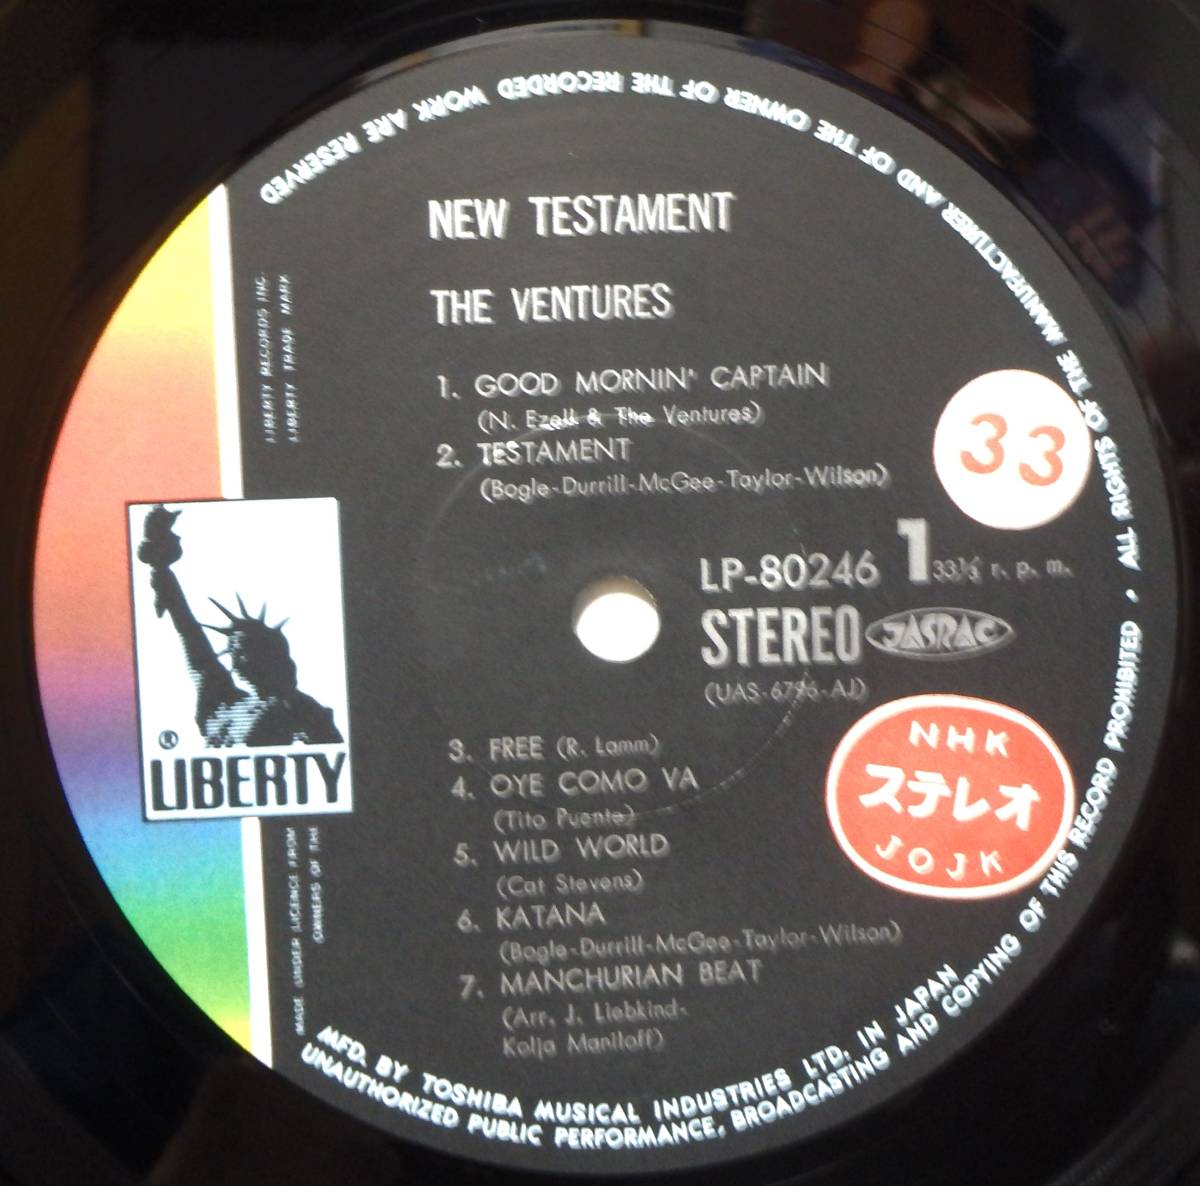 NEW TESTAMENT
THE VENTURES
1. GOOD MORNIN' CAPTAIN
(N. Ezell & The Ventures)
2. TESTAMENT
(Bogle-Durrill-McGee-Taylor-Wilson)
33
LP-80246 1 33⅓ r. p. m.
STEREO JASRAC
(UAS-6796-AJ)
3. FREE (R. Lamm)
4. OYE COMO VA
(Tito Puente)
5. WILD WORLD
(Cat Stevens)
6. KATANA
(Bogle-Durrill-McGee-Taylor-Wilson)
7. MANCHURIAN BEAT
(Arr. J. Liebkind-
Kolja Maniloff)
NHK
ステレオ
JOJK
® LIBERTY
MADE UNDER LICENCE FROM LIBERTY RECORDS INC.
OWNERS OF THE LIBERTY TRADE MARK
MFD. BY TOSHIBA MUSICAL INDUSTRIES LTD. IN JAPAN
UNAUTHORIZED PUBLIC PERFORMANCE, BROADCASTING AND COPYING OF THIS RECORD PROHIBITED • ALL RIGHTS OF THE MANUFACTURER AND OF THE OWNER OF THE RECORDED WORK ARE RESERVED